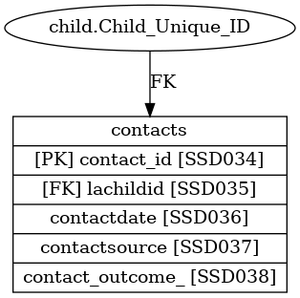 child.Child_Unique_ID
FK
contacts
[PK] contact_id [SSD034]
[FK] lachildid [SSD035]
contactdate [SSD036]
contactsource [SSD037]
contact_outcome_ [SSD038]